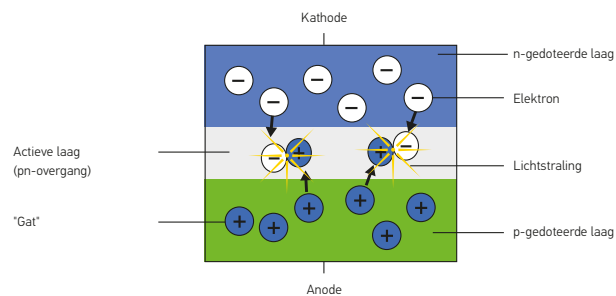 Kathode
n-gedoteerde laag
Elektron
Actieve laag
(pn-overgang)
Lichtstraling
"Gat"
p-gedoteerde laag
Anode